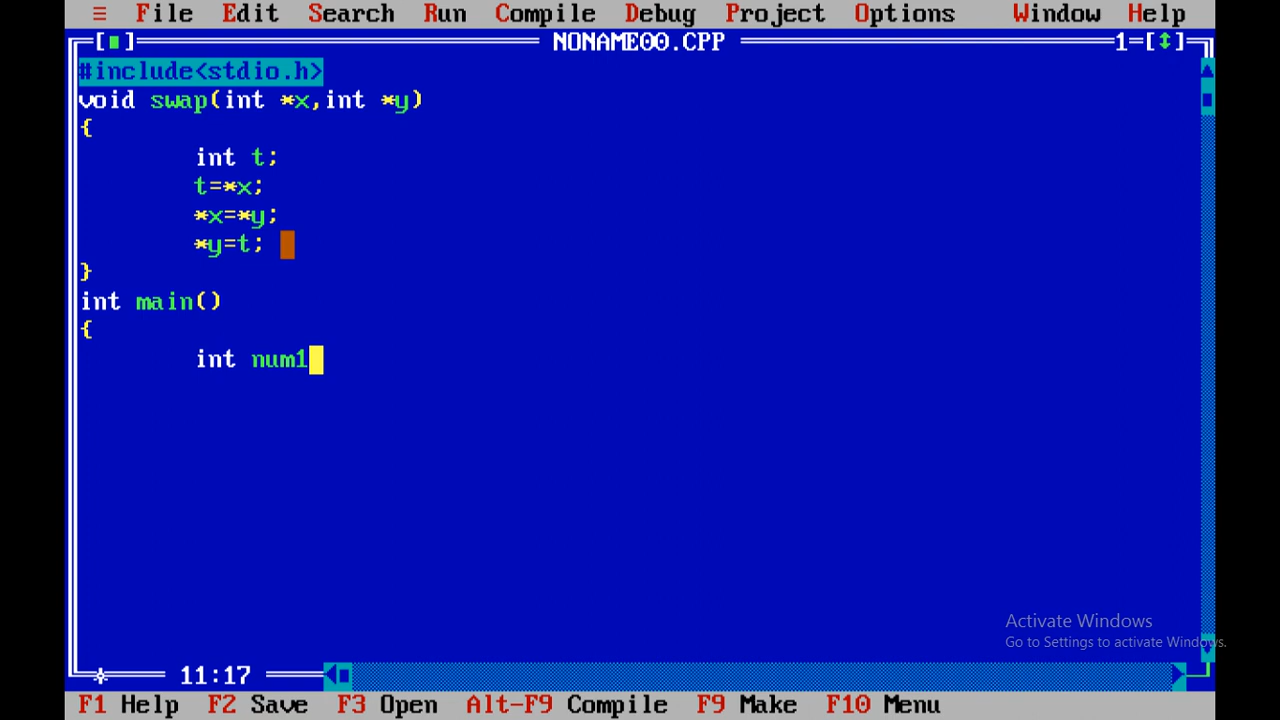 ≡ File Edit Search Run Compile Debug Project Options Window Help
[■] NONAME00.CPP 1=[↕]
#include<stdio.h>
void swap(int *x,int *y)
{
int t;
t=*x;
*x=*y;
*y=t;
}
int main()
{
int num1
Activate Windows
Go to Settings to activate Windows.
11:17
F1 Help F2 Save F3 Open Alt-F9 Compile F9 Make F10 Menu